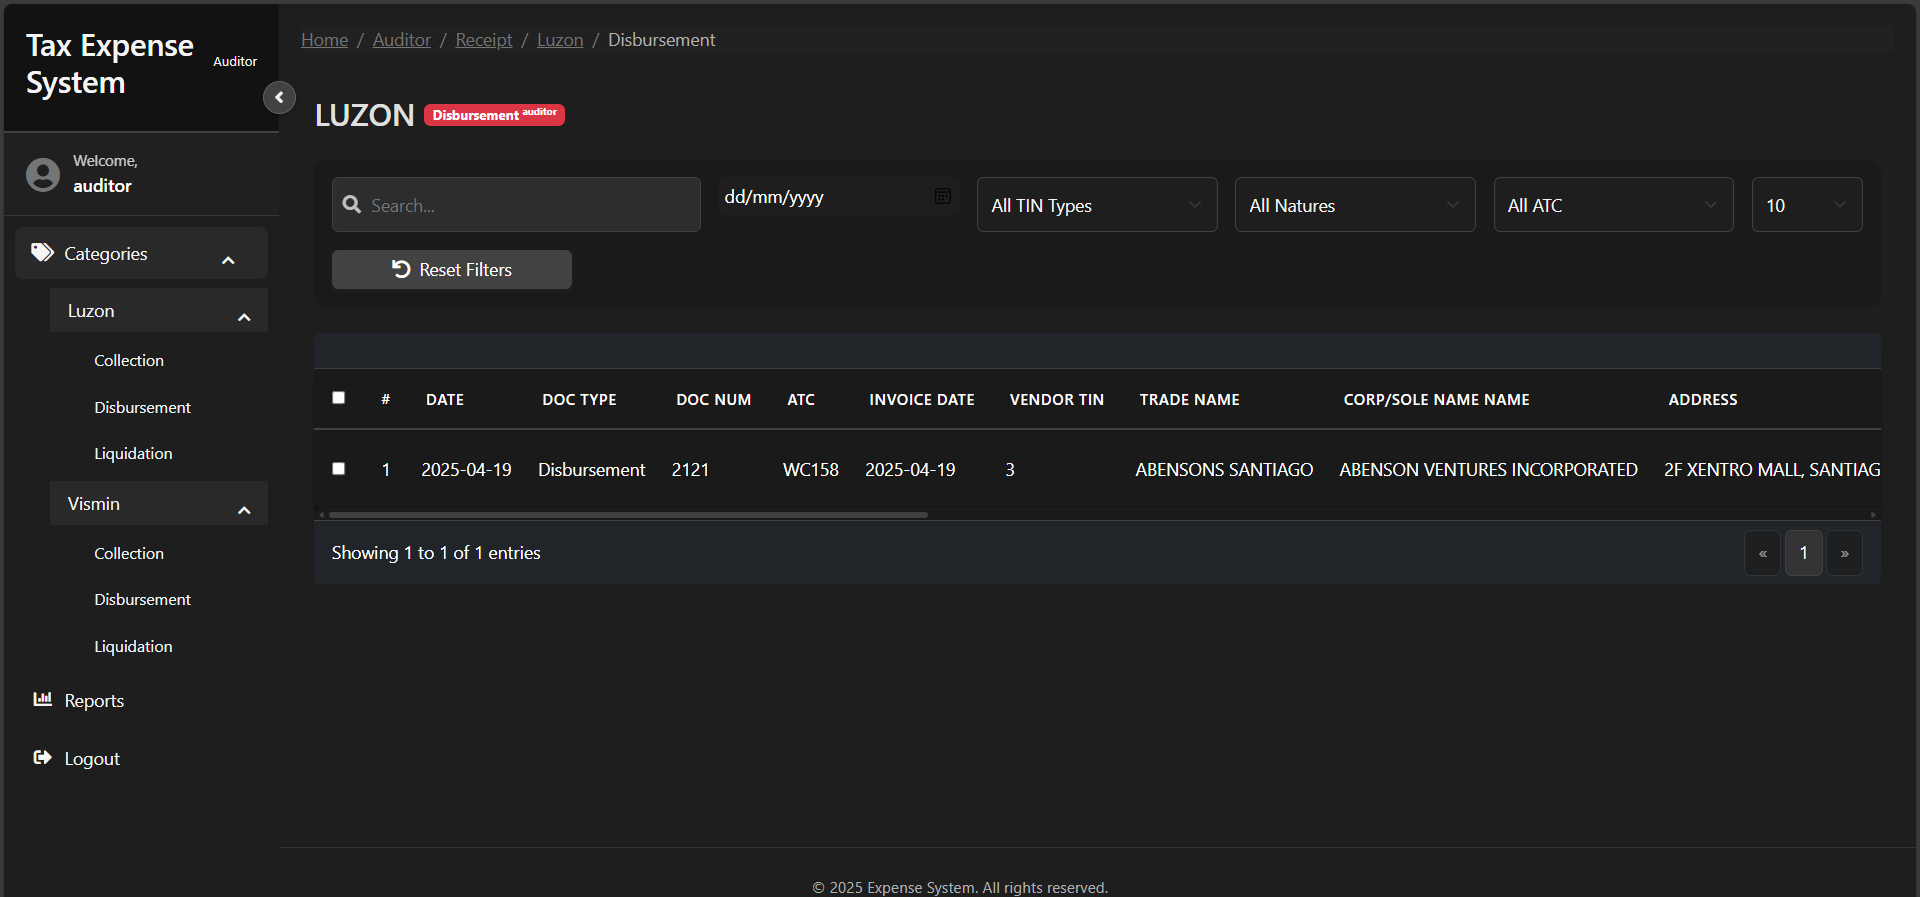 Tax Expense
System
Auditor
Welcome,
auditor
Categories
Luzon
Collection
Disbursement
Liquidation
Vismin
Collection
Disbursement
Liquidation
Reports
Logout
Home / Auditor / Receipt / Luzon / Disbursement
LUZON Disbursement auditor
Search... dd/mm/yyyy All TIN Types All Natures All ATC 10
Reset Filters
# DATE DOC TYPE DOC NUM ATC INVOICE DATE VENDOR TIN TRADE NAME CORP/SOLE NAME NAME ADDRESS
1 2025-04-19 Disbursement 2121 WC158 2025-04-19 3 ABENSONS SANTIAGO ABENSON VENTURES INCORPORATED 2F XENTRO MALL, SANTIAG
Showing 1 to 1 of 1 entries « 1 »
© 2025 Expense System. All rights reserved.